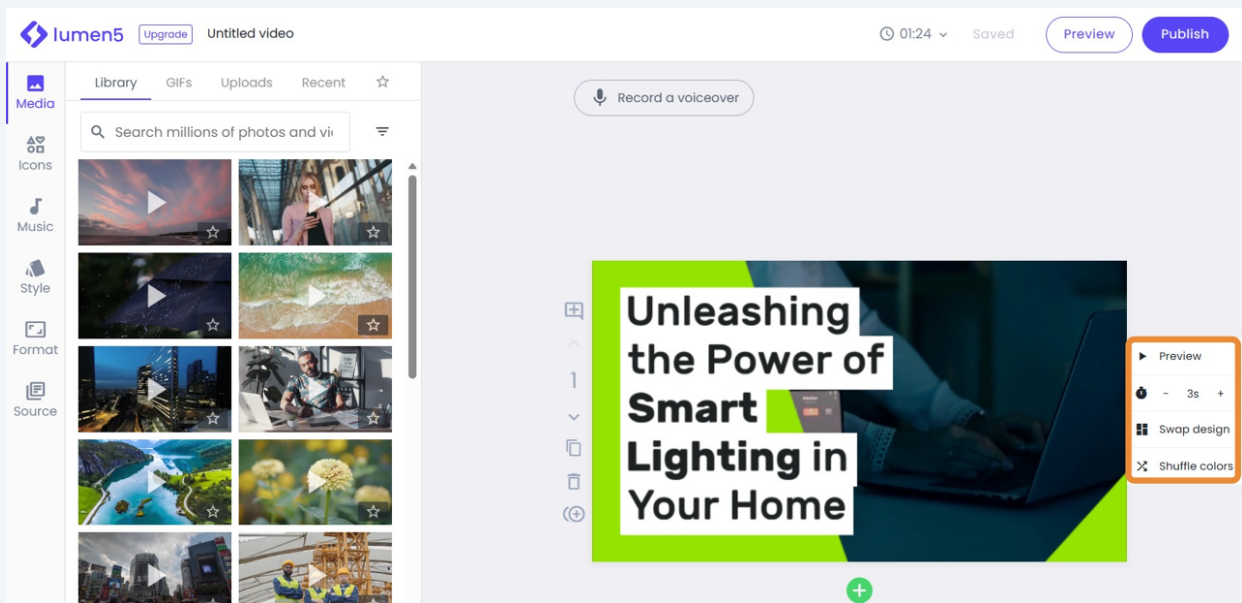 lumen5 Upgrade Untitled video 01:24 Saved Preview Publish
Media
Icons
Music
Style
Format
Source
Library GIFs Uploads Recent
Search millions of photos and vi
Record a voiceover
1
Unleashing
the Power of
Smart
Lighting in
Your Home
Preview
- 3s +
Swap design
Shuffle colors